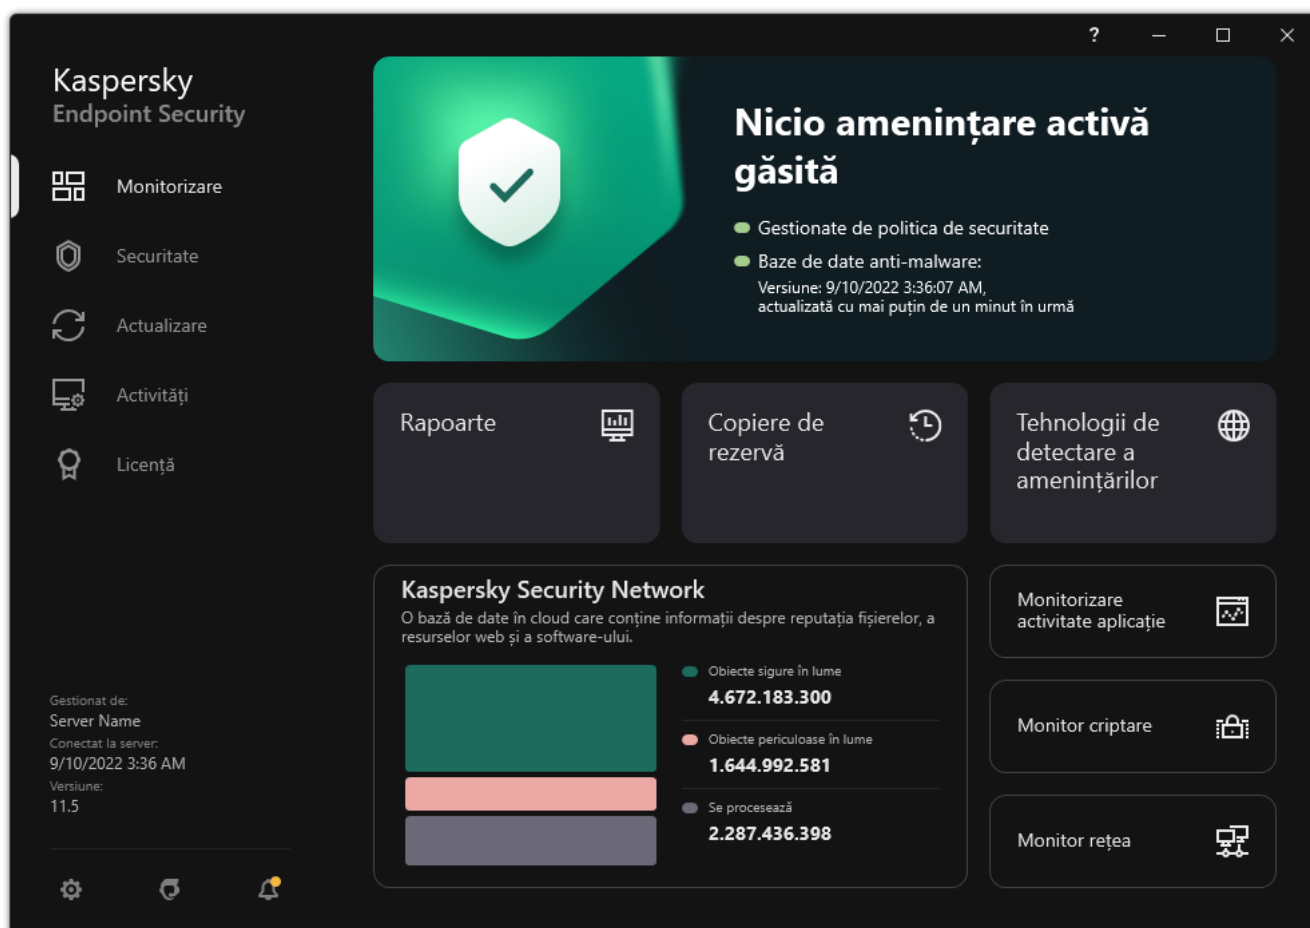 ?
Kaspersky
Endpoint Security
Monitorizare
Securitate
Actualizare
Activități
Licență
Gestionat de:
Server Name
Conectat la server:
9/10/2022 3:36 AM
Versiune:
11.5
Nicio amenințare activă
găsită
Gestionate de politica de securitate
Baze de date anti-malware:
Versiune: 9/10/2022 3:36:07 AM,
actualizată cu mai puțin de un minut în urmă
Rapoarte
Copiere de
rezervă
Tehnologii de
detectare a
amenințărilor
Kaspersky Security Network
O bază de date în cloud care conține informații despre reputația fișierelor, a
resurselor web și a software-ului.
Obiecte sigure în lume
4.672.183.300
Obiecte periculoase în lume
1.644.992.581
Se procesează
2.287.436.398
Monitorizare
activitate aplicație
Monitor criptare
Monitor rețea